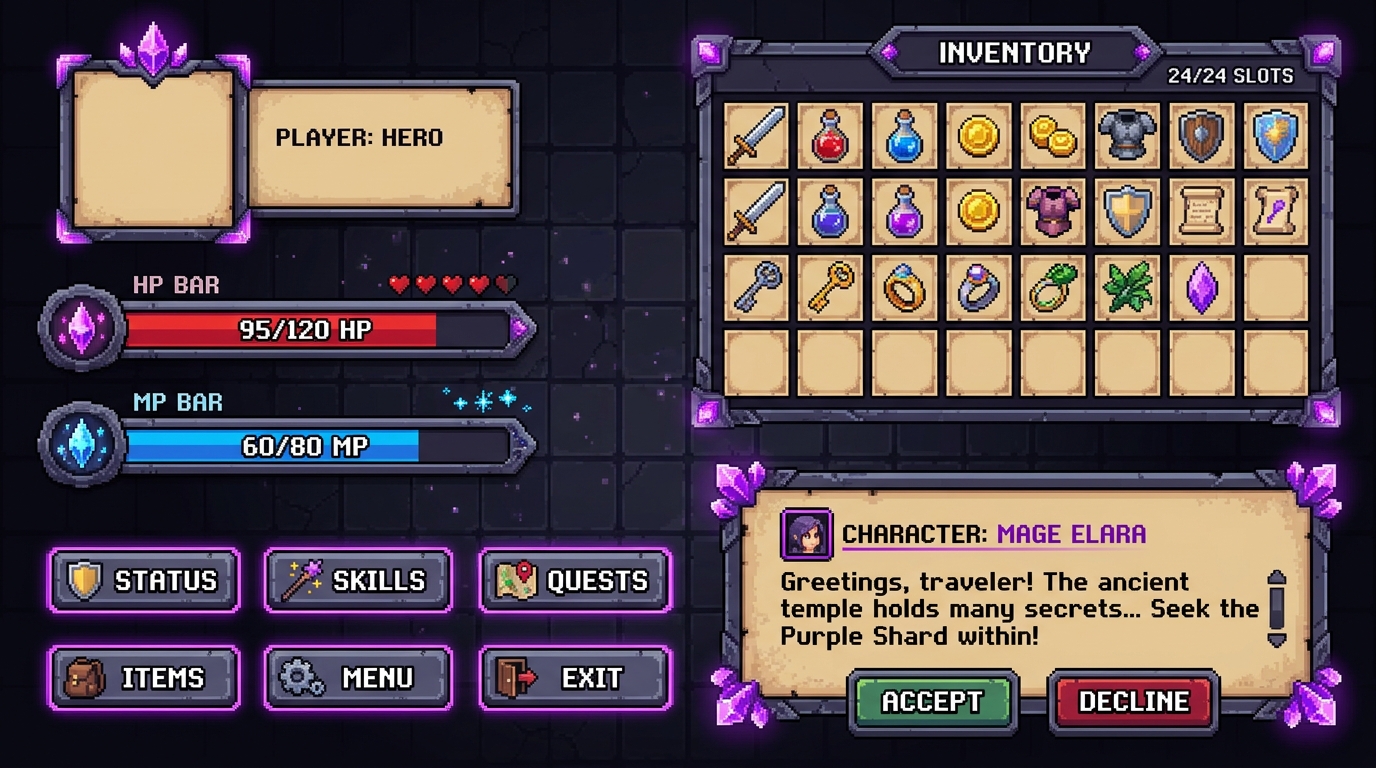 PLAYER: HERO
HP BAR
95/120 HP
MP BAR
60/80 MP
STATUS
SKILLS
QUESTS
ITEMS
MENU
EXIT
INVENTORY
24/24 SLOTS
CHARACTER: MAGE ELARA
Greetings, traveler! The ancient
temple holds many secrets... Seek the
Purple Shard within!
ACCEPT
DECLINE